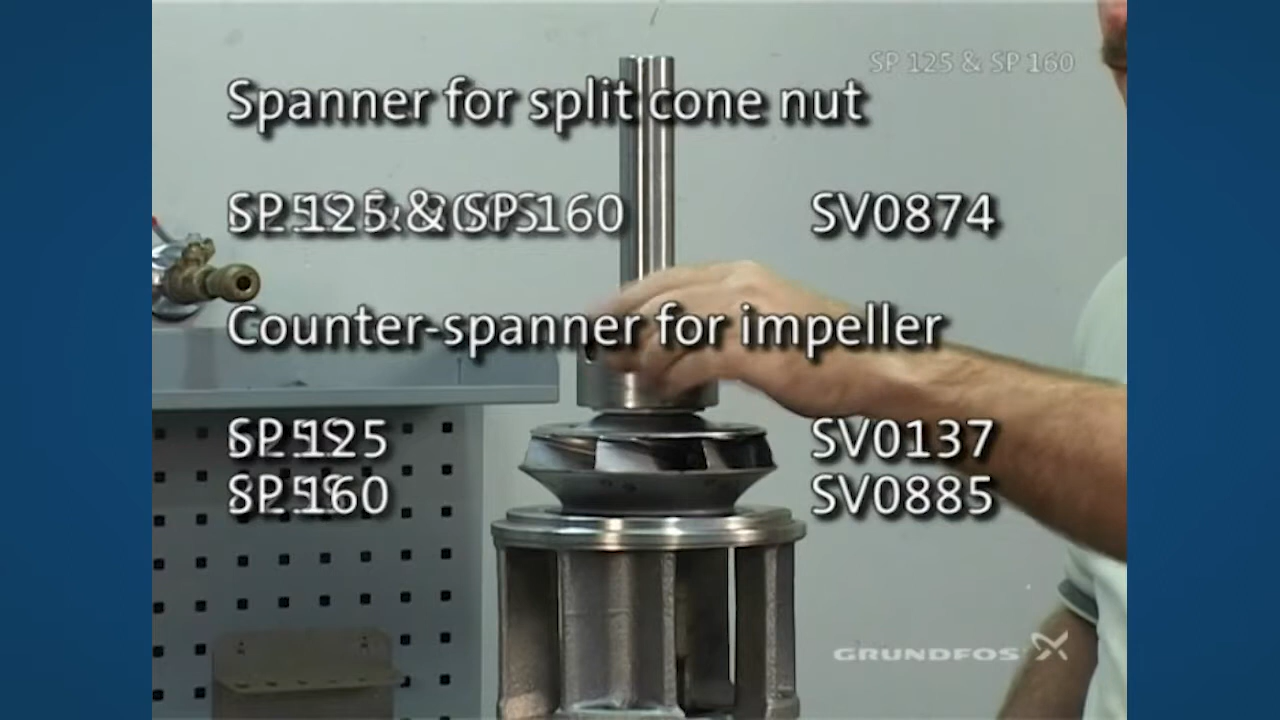 SP 125 & SP 160
Spanner for split cone nut
SP 125 & SP 160 SV0874
Counter-spanner for impeller
SP 125 SV0137
SP 160 SV0885
GRUNDFOS